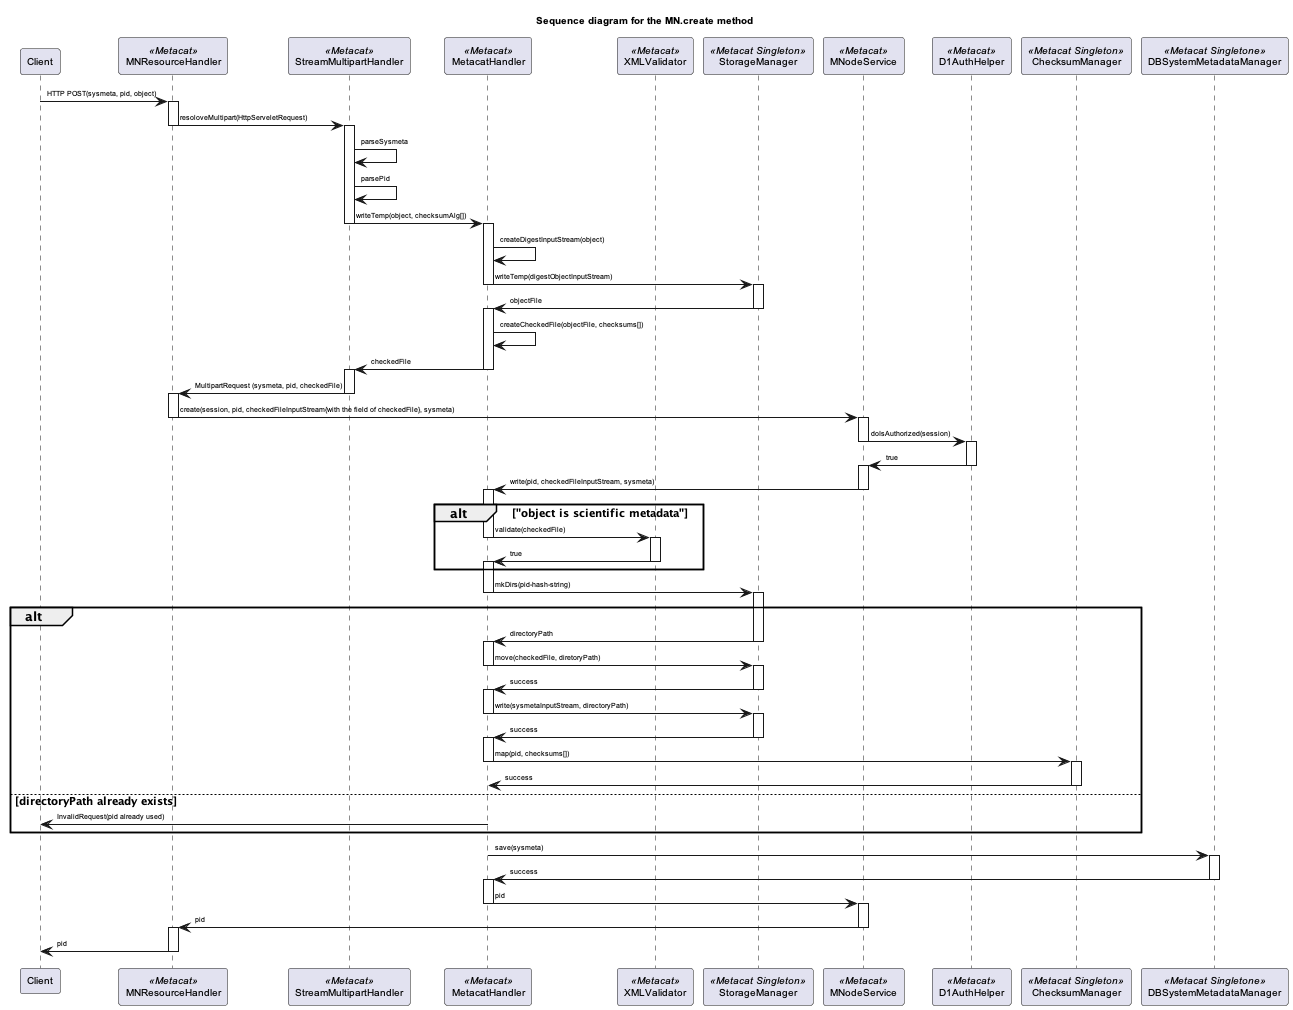 Sequence diagram for the MN.create method
Client
«Metacat»
MNResourceHandler
«Metacat»
StreamMultipartHandler
«Metacat»
MetacatHandler
«Metacat»
XMLValidator
«Metacat Singleton»
StorageManager
«Metacat»
MNodeService
«Metacat»
D1AuthHelper
«Metacat Singleton»
ChecksumManager
«Metacat Singletone»
DBSystemMetadataManager
HTTP POST(sysmeta, pid, object)
resoloveMultipart(HttpServeletRequest)
parseSysmeta
parsePid
writeTemp(object, checksumAlg[])
createDigestInputStream(object)
writeTemp(digestObjectInputStream)
objectFile
createCheckedFile(objectFile, checksums[])
checkedFile
MultipartRequest (sysmeta, pid, checkedFile)
create(session, pid, checkedFileInputStream(with the field of checkedFile), sysmeta)
doIsAuthorized(session)
true
write(pid, checkedFileInputStream, sysmeta)
alt
["object is scientific metadata"]
validate(checkedFile)
true
mkDirs(pid-hash-string)
alt
directoryPath
move(checkedFile, diretoryPath)
success
write(sysmetaInputStream, directoryPath)
success
map(pid, checksums[])
success
[directoryPath already exists]
InvalidRequest(pid already used)
save(sysmeta)
success
pid
pid
pid
Client
«Metacat»
MNResourceHandler
«Metacat»
StreamMultipartHandler
«Metacat»
MetacatHandler
«Metacat»
XMLValidator
«Metacat Singleton»
StorageManager
«Metacat»
MNodeService
«Metacat»
D1AuthHelper
«Metacat Singleton»
ChecksumManager
«Metacat Singletone»
DBSystemMetadataManager